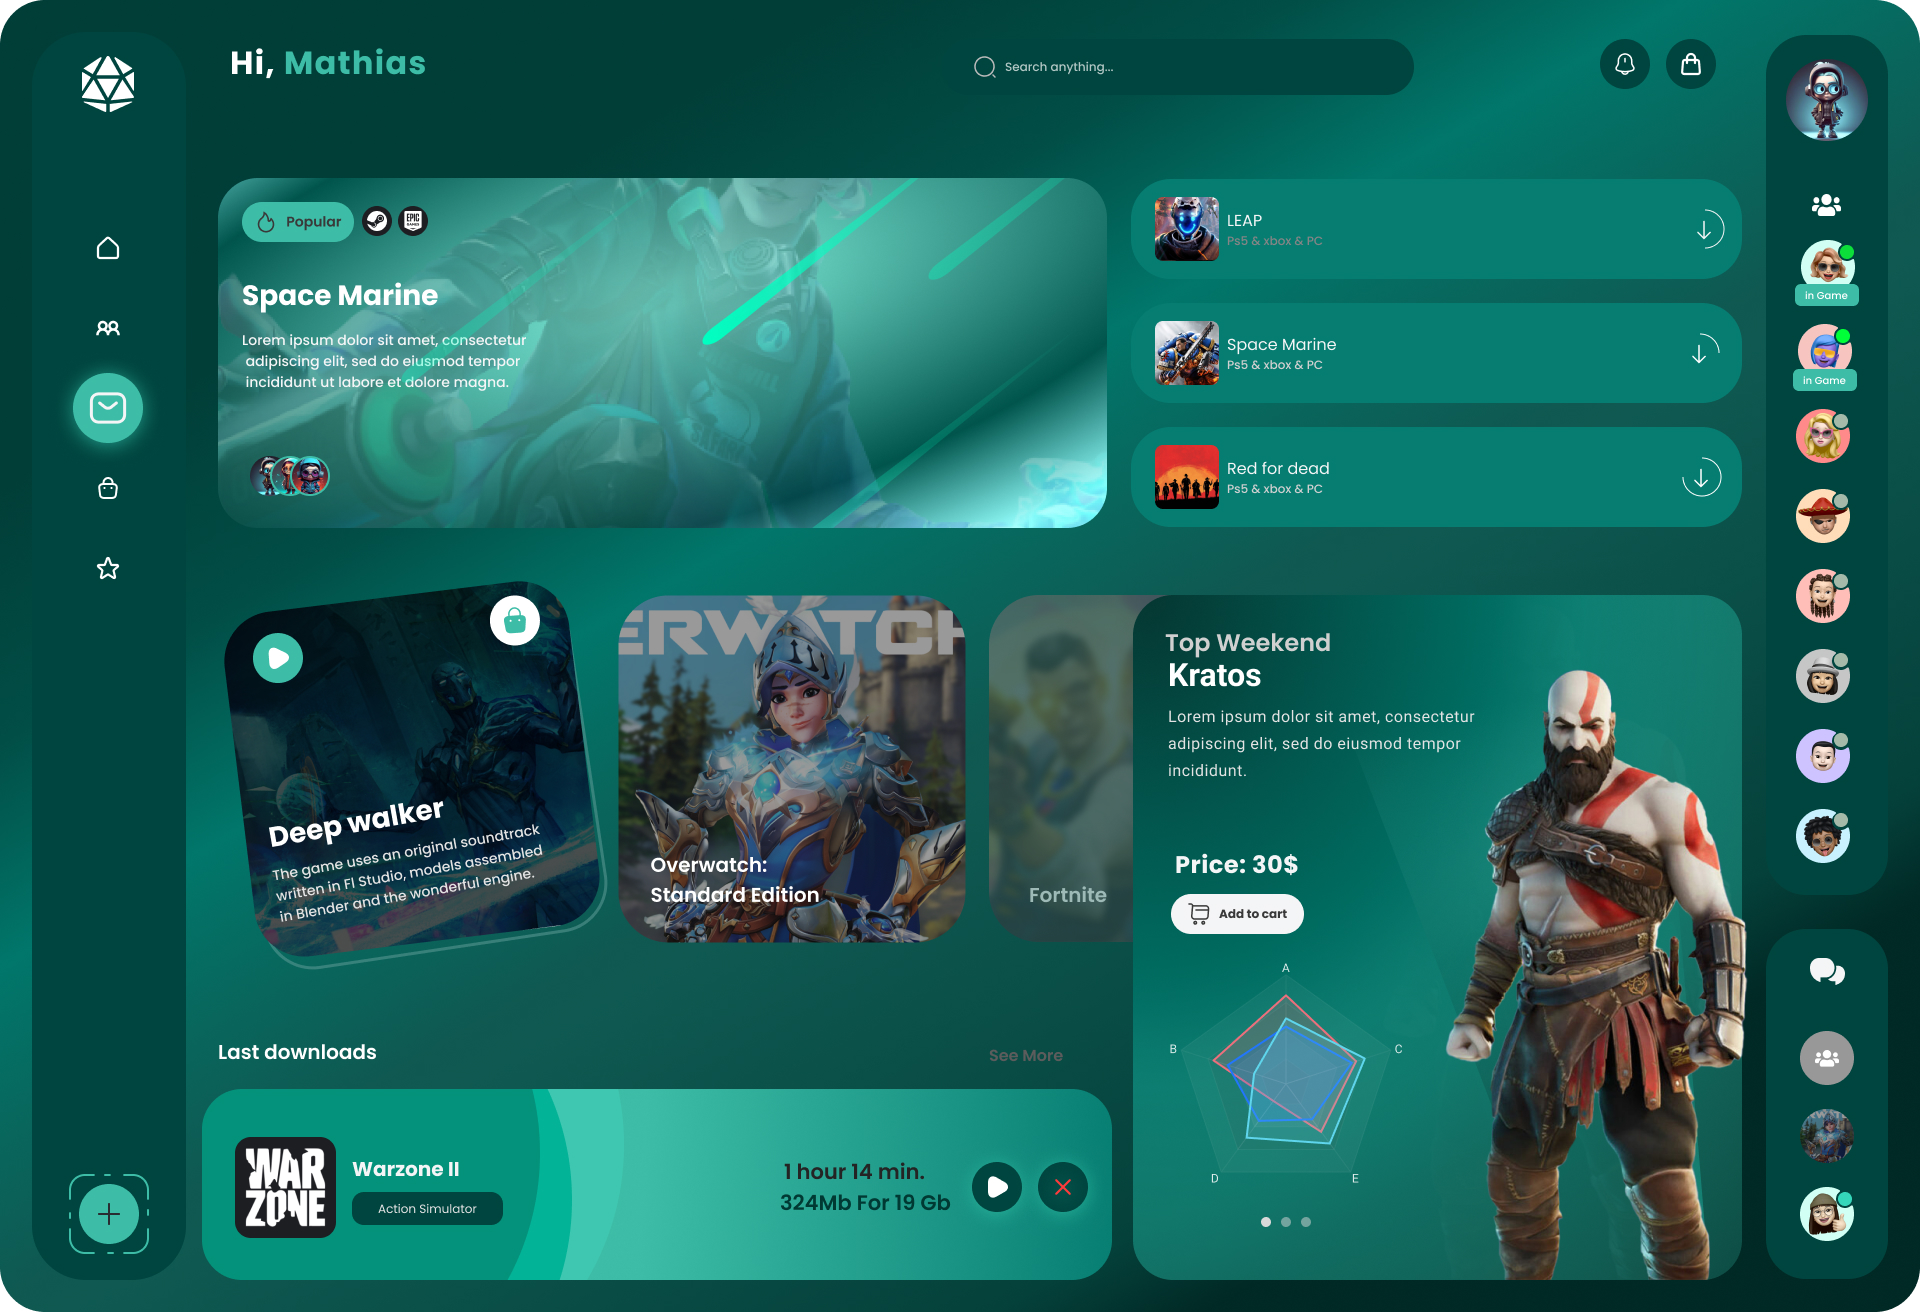 Hi, Mathias
Search anything...
Popular
EPIC
GAMES
Space Marine
Lorem ipsum dolor sit amet, consectetur
adipiscing elit, sed do eiusmod tempor
incididunt ut labore et dolore magna.
LEAP
Ps5 & xbox & PC
Space Marine
Ps5 & xbox & PC
Red for dead
Ps5 & xbox & PC
in Game
in Game
Deep walker
The game uses an original soundtrack
written in Fl Studio, models assembled
in Blender and the wonderful engine.
ERWATCH
Overwatch:
Standard Edition
Fortnite
Top Weekend
Kratos
Lorem ipsum dolor sit amet, consectetur
adipiscing elit, sed do eiusmod tempor
incididunt.
Price: 30$
Add to cart
A
B
C
D
E
Last downloads
See More
WAR
ZONE
Warzone II
Action Simulator
1 hour 14 min.
324Mb For 19 Gb